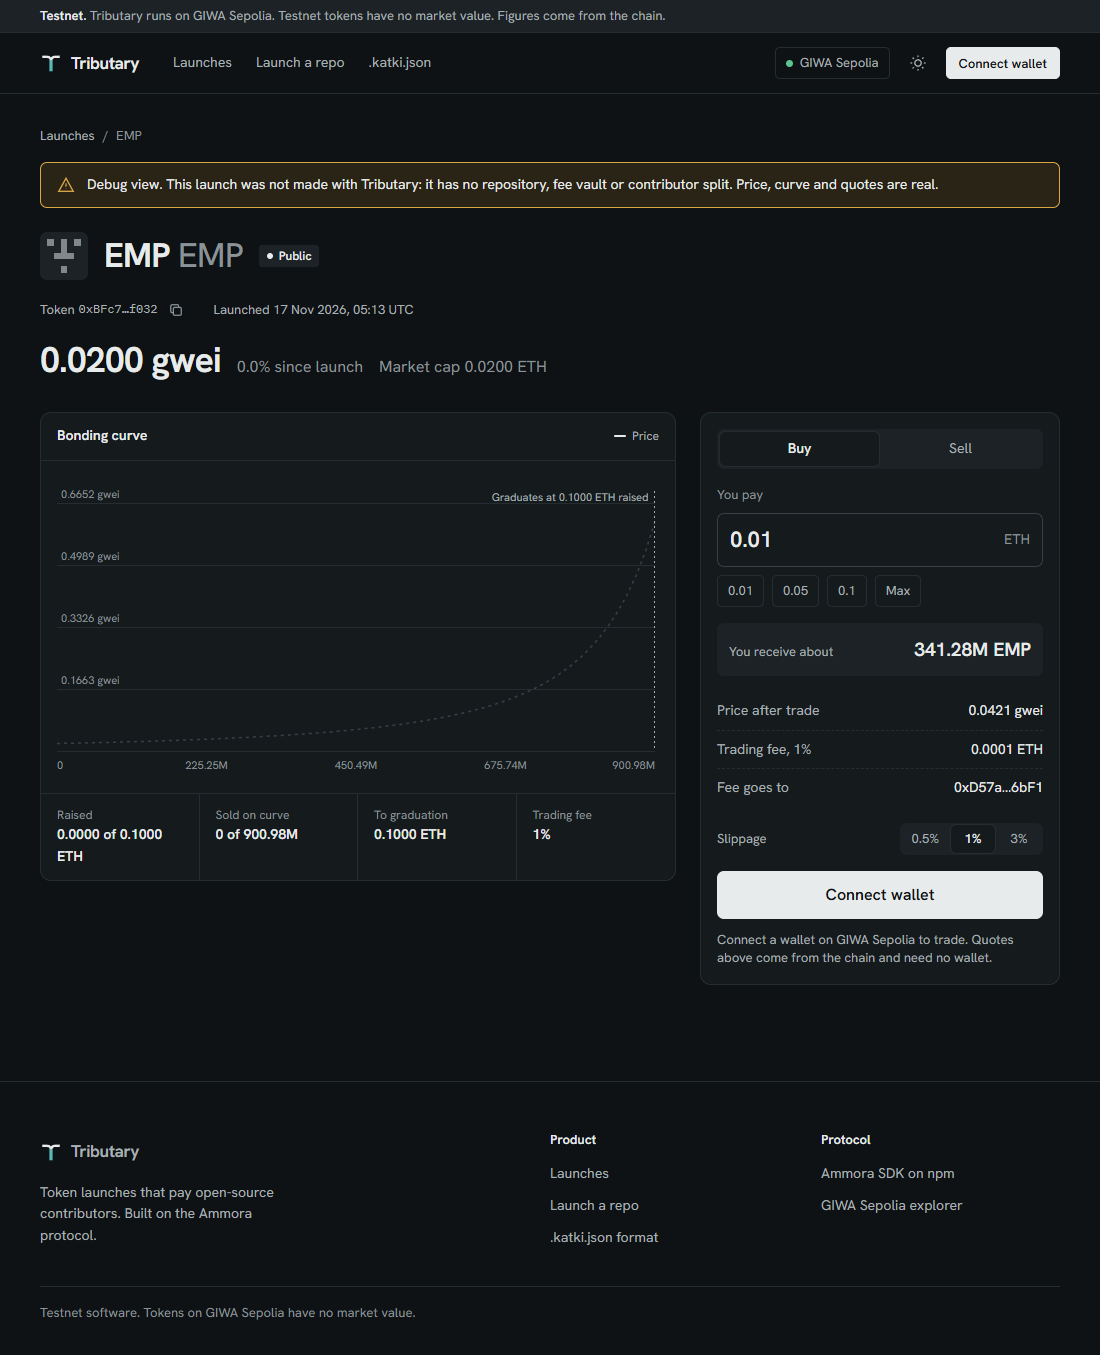 Testnet. Tributary runs on GIWA Sepolia. Testnet tokens have no market value. Figures come from the chain.
Tributary
Launches
Launch a repo
.katki.json
GIWA Sepolia
Connect wallet
Launches / EMP
Debug view. This launch was not made with Tributary: it has no repository, fee vault or contributor split. Price, curve and quotes are real.
EMP EMP
Public
Token 0xBFc7…f032
Launched 17 Nov 2026, 05:13 UTC
0.0200 gwei
0.0% since launch
Market cap 0.0200 ETH
Bonding curve
Price
0.6652 gwei
Graduates at 0.1000 ETH raised
0.4989 gwei
0.3326 gwei
0.1663 gwei
0
225.25M
450.49M
675.74M
900.98M
Raised
0.0000 of 0.1000
ETH
Sold on curve
0 of 900.98M
To graduation
0.1000 ETH
Trading fee
1%
Buy
Sell
You pay
0.01
ETH
0.01
0.05
0.1
Max
You receive about
341.28M EMP
Price after trade
0.0421 gwei
Trading fee, 1%
0.0001 ETH
Fee goes to
0xD57a…6bF1
Slippage
0.5%
1%
3%
Connect wallet
Connect a wallet on GIWA Sepolia to trade. Quotes
above come from the chain and need no wallet.
Tributary
Token launches that pay open-source
contributors. Built on the Ammora
protocol.
Product
Launches
Launch a repo
.katki.json format
Protocol
Ammora SDK on npm
GIWA Sepolia explorer
Testnet software. Tokens on GIWA Sepolia have no market value.